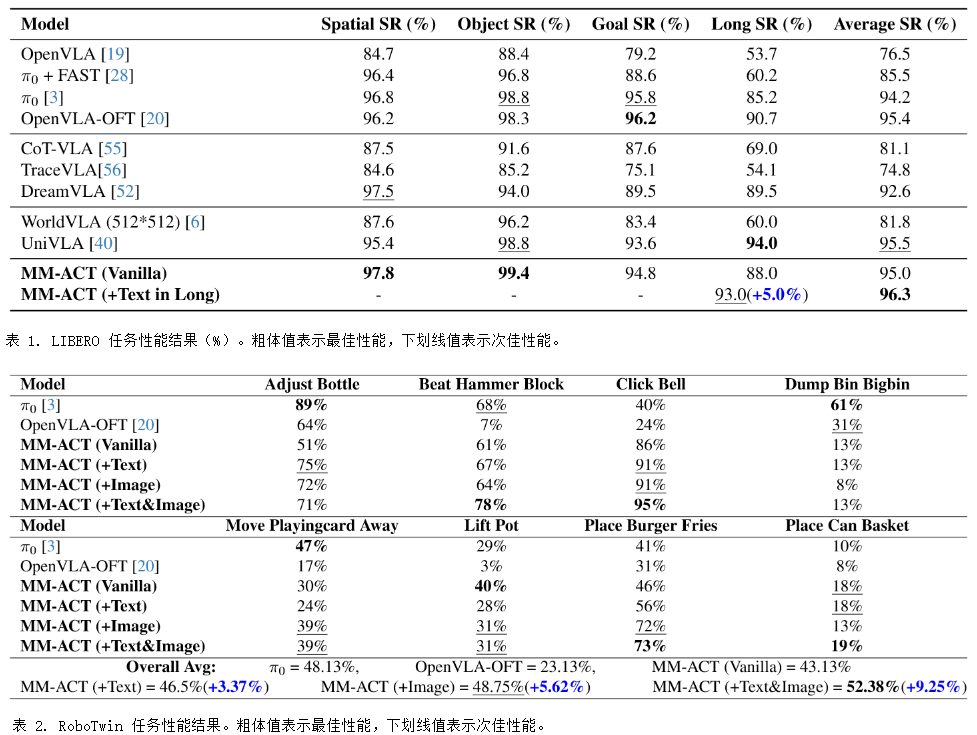 Model Spatial SR (%) Object SR (%) Goal SR (%) Long SR (%) Average SR (%)
OpenVLA [19] 84.7 88.4 79.2 53.7 76.5
π₀ + FAST [28] 96.4 96.8 88.6 60.2 85.5
π₀ [3] 96.8 98.8 95.8 85.2 94.2
OpenVLA-OFT [20] 96.2 98.3 96.2 90.7 95.4
CoT-VLA [55] 87.5 91.6 87.6 69.0 81.1
TraceVLA[56] 84.6 85.2 75.1 54.1 74.8
DreamVLA [52] 97.5 94.0 89.5 89.5 92.6
WorldVLA (512*512) [6] 87.6 96.2 83.4 60.0 81.8
UniVLA [40] 95.4 98.8 93.6 94.0 95.5
MM-ACT (Vanilla) 97.8 99.4 94.8 88.0 95.0
MM-ACT (+Text in Long) - - - 93.0(+5.0%) 96.3
表 1. LIBERO 任务性能结果（%）。粗体值表示最佳性能，下划线值表示次佳性能。
Model Adjust Bottle Beat Hammer Block Click Bell Dump Bin Bigbin
π₀ [3] 89% 68% 40% 61%
OpenVLA-OFT [20] 64% 7% 24% 31%
MM-ACT (Vanilla) 51% 61% 86% 13%
MM-ACT (+Text) 75% 67% 91% 13%
MM-ACT (+Image) 72% 64% 91% 8%
MM-ACT (+Text&Image) 71% 78% 95% 13%
Model Move Playingcard Away Lift Pot Place Burger Fries Place Can Basket
π₀ [3] 47% 29% 41% 10%
OpenVLA-OFT [20] 17% 3% 31% 8%
MM-ACT (Vanilla) 30% 40% 46% 18%
MM-ACT (+Text) 24% 28% 56% 18%
MM-ACT (+Image) 39% 31% 72% 13%
MM-ACT (+Text&Image) 39% 31% 73% 19%
Overall Avg: π₀ = 48.13%, OpenVLA-OFT = 23.13%, MM-ACT (Vanilla) = 43.13%
MM-ACT (+Text) = 46.5%(+3.37%) MM-ACT (+Image) = 48.75%(+5.62%) MM-ACT (+Text&Image) = 52.38%(+9.25%)
表 2. RoboTwin 任务性能结果。粗体值表示最佳性能，下划线值表示次佳性能。